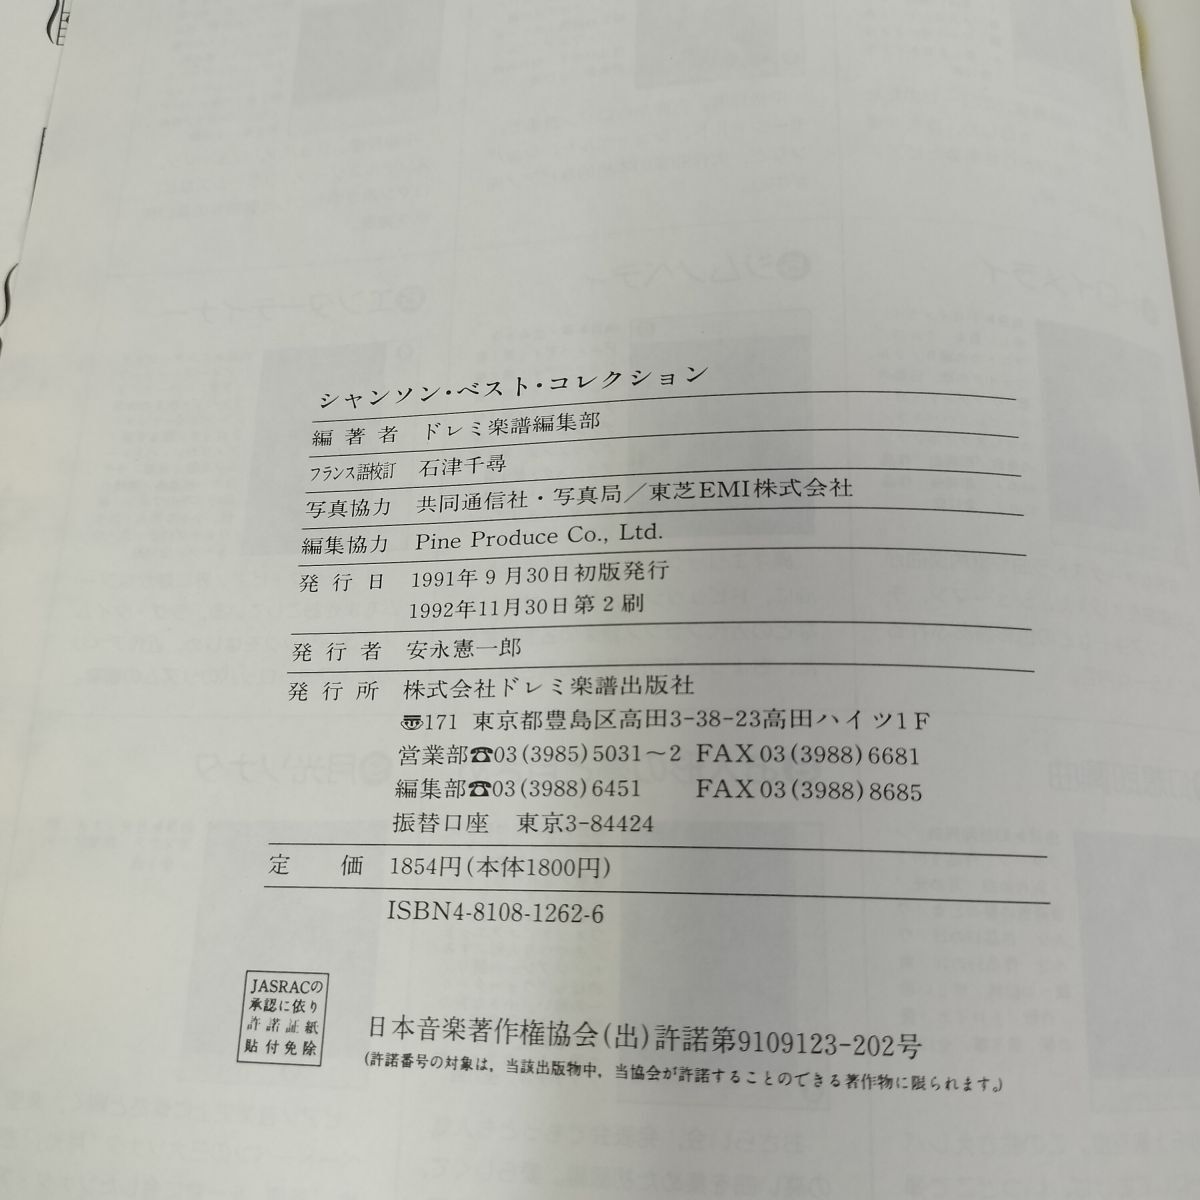 シャンソン・ベスト・コレクション
編著者 ドレミ楽譜編集部
フランス語校訂 石津千尋
写真協力 共同通信社・写真局／東芝EMI株式会社
編集協力 Pine Produce Co., Ltd.
発行日 1991年9月30日初版発行
1992年11月30日第2刷
発行者 安永憲一郎
発行所 株式会社ドレミ楽譜出版社
〠171 東京都豊島区高田3-38-23高田ハイツ1F
営業部☎03(3985)5031〜2 FAX03(3988)6681
編集部☎03(3988)6451 FAX03(3988)8685
振替口座 東京3-84424
定価 1854円(本体1800円)
ISBN4-8108-1262-6
JASRACの
承認に依り
許諾証紙
貼付免除
日本音楽著作権協会(出)許諾第9109123-202号
(許諾番号の対象は，当該出版物中，当協会が許諾することのできる著作物に限られます。)